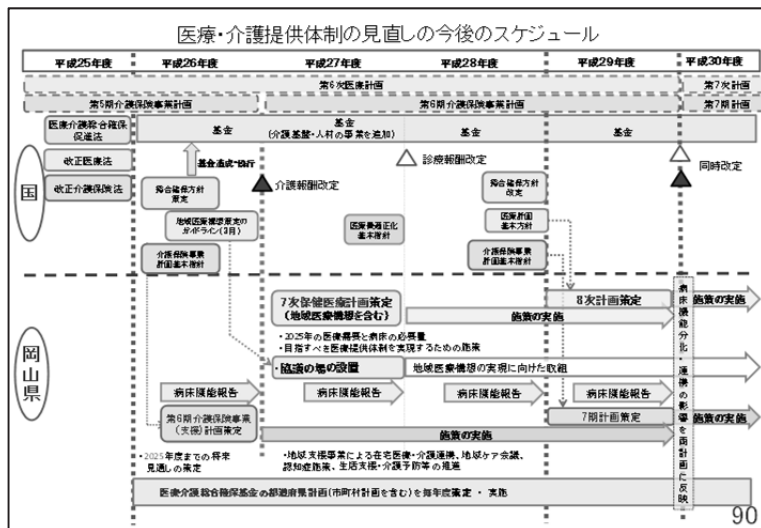 医療・介護提供体制の見直しの今後のスケジュール
平成25年度
平成26年度
平成27年度
平成28年度
平成29年度
平成30年度
第6次医療計画
第7次計画
第5期介護保険事業計画
第6期介護保険事業計画
第7期計画
国
医療介護総合確保
促進法
改正医療法
改正介護保険法
基金
基金
(介護基盤・人材の事業を追加)
基金
基金
基金造成・執行
介護報酬改定
診療報酬改定
同時改定
総合確保方針
策定
地域医療構想策定の
ガイドライン(3月)
介護保険事業
計画基本指針
医療費適正化
基本指針
総合確保方針
改定
医療計画
基本方針
介護保険事業
計画基本指針
岡山県
7次保健医療計画策定
(地域医療構想を含む)
8次計画策定
施策の実施
施策の実施
・2025年の医療需要と病床の必要量
・目指すべき医療提供体制を実現するための施策
・協議の場の設置
地域医療構想の実現に向けた取組
病床機能報告
病床機能報告
病床機能報告
病床機能報告
第6期介護保険事業
(支援)計画策定
7期計画策定
施策の実施
施策の実施
・2025年度までの将来
見通しの策定
・地域支援事業による在宅医療・介護連携、地域ケア会議、
認知症施策、生活支援・介護予防等の推進
病床機能分化・連携の影響を両計画に反映
医療介護総合確保基金の都道府県計画(市町村計画を含む)を毎年度策定・実施
90